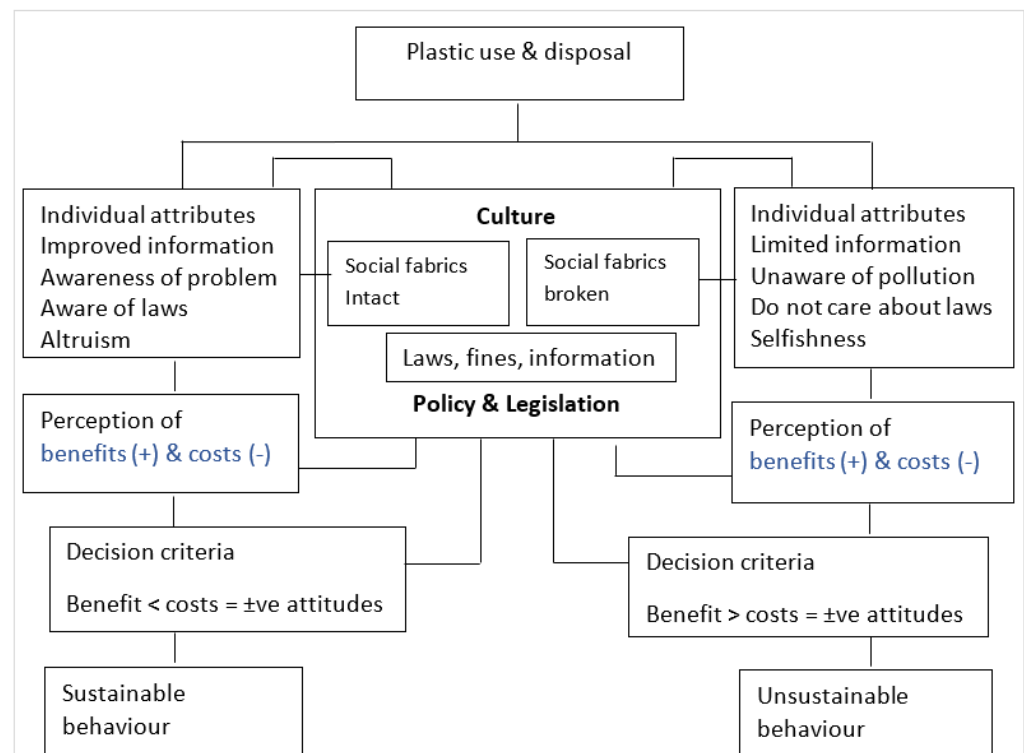 Plastic use & disposal
Individual attributes
Improved information
Awareness of problem
Aware of laws
Altruism
Culture
Social fabrics
Intact
Social fabrics
broken
Laws, fines, information
Policy & Legislation
Individual attributes
Limited information
Unaware of pollution
Do not care about laws
Selfishness
Perception of
benefits (+) & costs (-)
Perception of
benefits (+) & costs (-)
Decision criteria
Benefit < costs = ±ve attitudes
Decision criteria
Benefit > costs = ±ve attitudes
Sustainable
behaviour
Unsustainable
behaviour